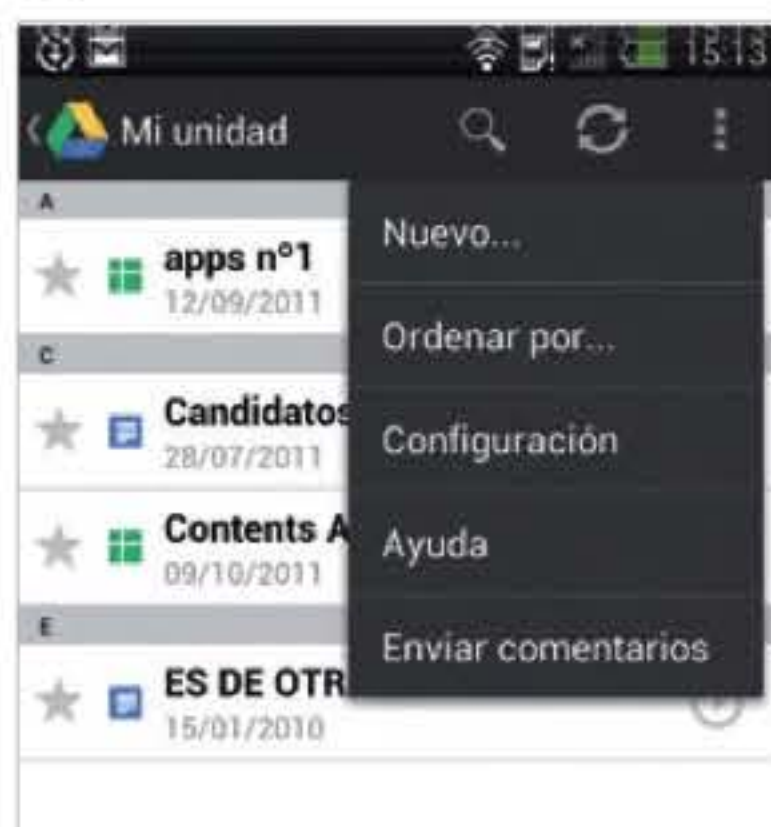 15:13
Mi unidad
A
apps nº1
12/09/2011
C
Candidatos
28/07/2011
Contents A
09/10/2011
E
ES DE OTR
15/01/2010
Nuevo...
Ordenar por...
Configuración
Ayuda
Enviar comentarios